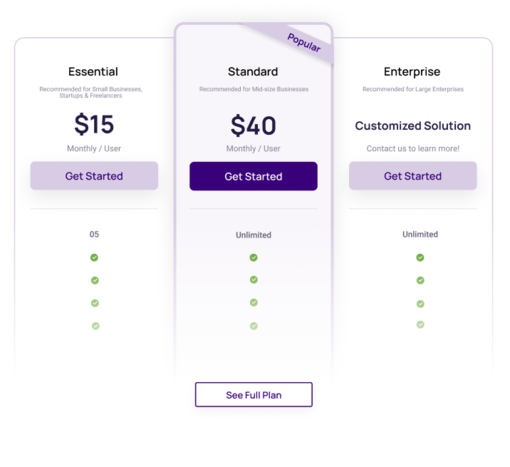 Popular
Essential
Recommended for Small Businesses,
Startups & Freelancers
$15
Monthly / User
Get Started
05
Standard
Recommended for Mid-size Businesses
$40
Monthly / User
Get Started
Unlimited
Enterprise
Recommended for Large Enterprises
Customized Solution
Contact us to learn more!
Get Started
Unlimited
See Full Plan